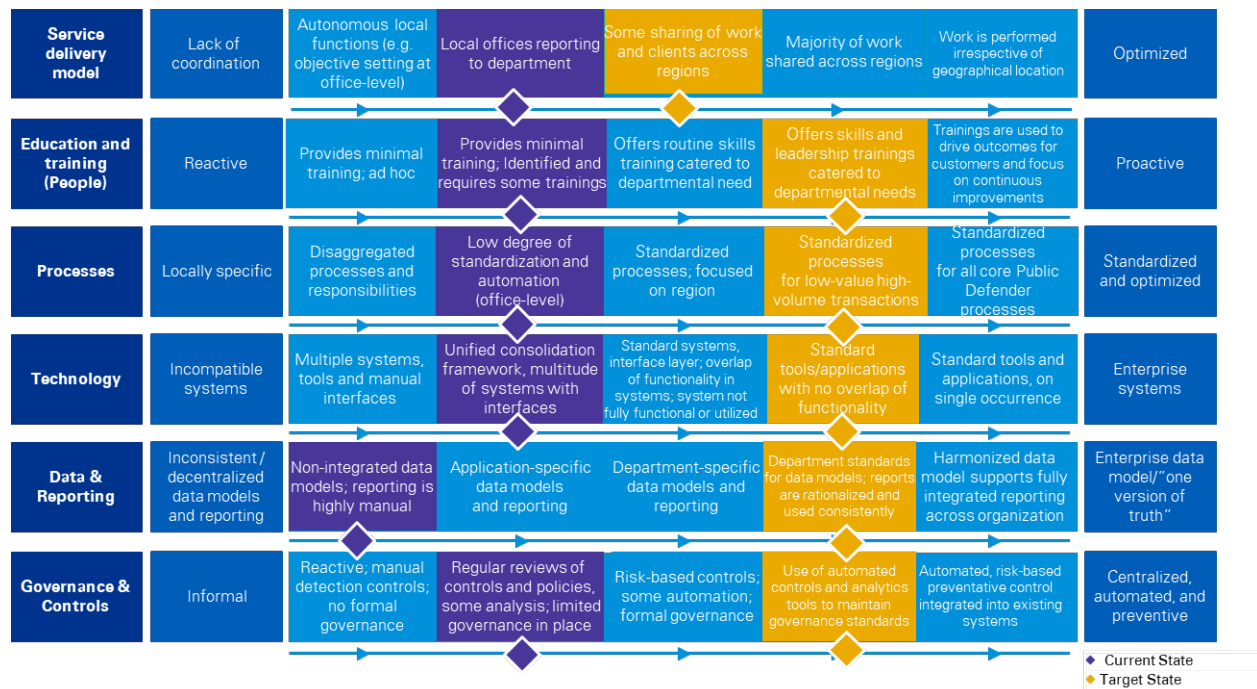 Service
delivery
model
Lack of
coordination
Autonomous local
functions (e.g.
objective setting at
office-level)
Local offices reporting
to department
Some sharing of work
and clients across
regions
Majority of work
shared across regions
Work is performed
irrespective of
geographical location
Optimized
Education and
training
(People)
Reactive
Provides minimal
training; ad hoc
Provides minimal
training; Identified and
requires some trainings
Offers routine skills
training catered to
departmental need
Offers skills and
leadership trainings
catered to
departmental needs
Trainings are used to
drive outcomes for
customers and focus
on continuous
improvements
Proactive
Processes
Locally specific
Disaggregated
processes and
responsibilities
Low degree of
standardization and
automation
(office-level)
Standardized
processes; focused
on region
Standardized
processes
for low-value high-
volume transactions
Standardized
processes
for all core Public
Defender
processes
Standardized
and optimized
Technology
Incompatible
systems
Multiple systems,
tools and manual
interfaces
Unified consolidation
framework, multitude
of systems with
interfaces
Standard systems,
interface layer; overlap
of functionality in
systems; system not
fully functional or utilized
Standard
tools/applications
with no overlap of
functionality
Standard tools and
applications, on
single occurrence
Enterprise
systems
Data &
Reporting
Inconsistent/
decentralized
data models
and reporting
Non-integrated data
models; reporting is
highly manual
Application-specific
data models
and reporting
Department-specific
data models and
reporting
Department standards
for data models; reports
are rationalized and
used consistently
Harmonized data
model supports fully
integrated reporting
across organization
Enterprise data
model/"one
version of
truth"
Governance &
Controls
Informal
Reactive; manual
detection controls;
no formal
governance
Regular reviews of
controls and policies,
some analysis; limited
governance in place
Risk-based controls;
some automation;
formal governance
Use of automated
controls and analytics
tools to maintain
governance standards
Automated, risk-based
preventative control
integrated into existing
systems
Centralized,
automated, and
preventive
Current State
Target State